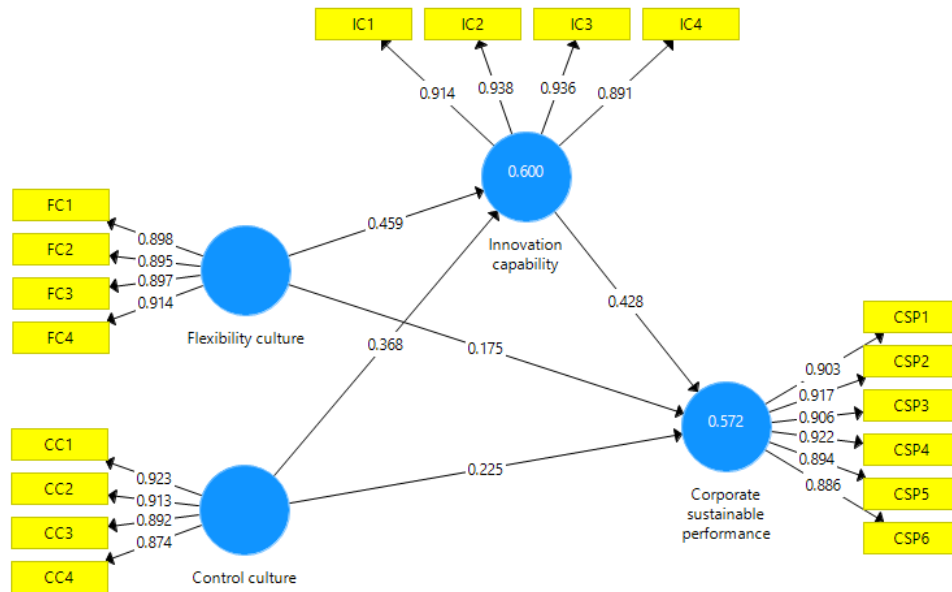 IC1
IC2
IC3
IC4
0.914
0.938
0.936
0.891
0.600
Innovation
capability
FC1
FC2
FC3
FC4
0.898
0.895
0.897
0.914
Flexibility culture
0.459
0.368
0.175
0.428
0.225
CC1
CC2
CC3
CC4
0.923
0.913
0.892
0.874
Control culture
0.572
Corporate
sustainable
performance
0.903
0.917
0.906
0.922
0.894
0.886
CSP1
CSP2
CSP3
CSP4
CSP5
CSP6